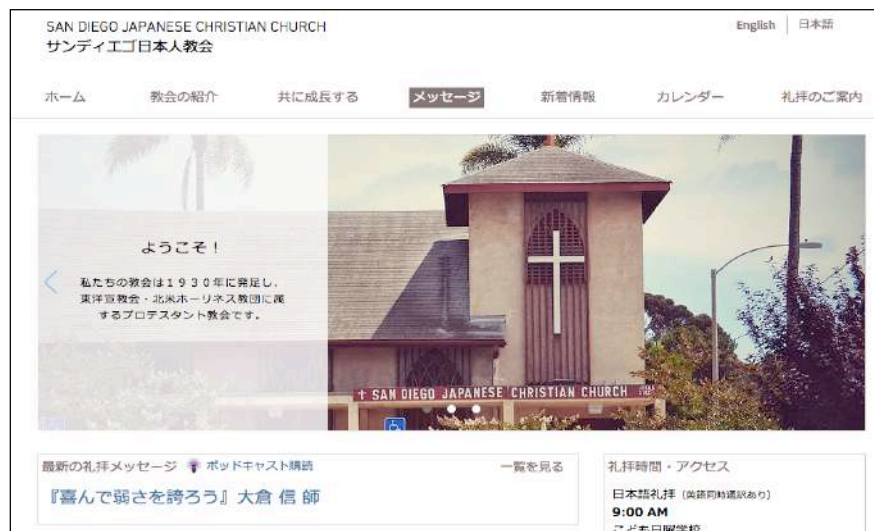 SAN DIEGO JAPANESE CHRISTIAN CHURCH
サンディエゴ日本人教会
English
日本語
ホーム
教会の紹介
共に成長する
メッセージ
新着情報
カレンダー
礼拝のご案内
ようこそ！
私たちの教会は１９３０年に発足し、
東洋宣教会・北米ホーリネス教団に属
するプロテスタント教会です。
SAN DIEGO JAPANESE CHRISTIAN CHURCH
最新の礼拝メッセージ ポッドキャスト購読 一覧を見る
『喜んで弱さを誇ろう』大倉 信 師
礼拝時間・アクセス
日本語礼拝 (英語同時通訳あり)
9:00 AM
こども日曜学校